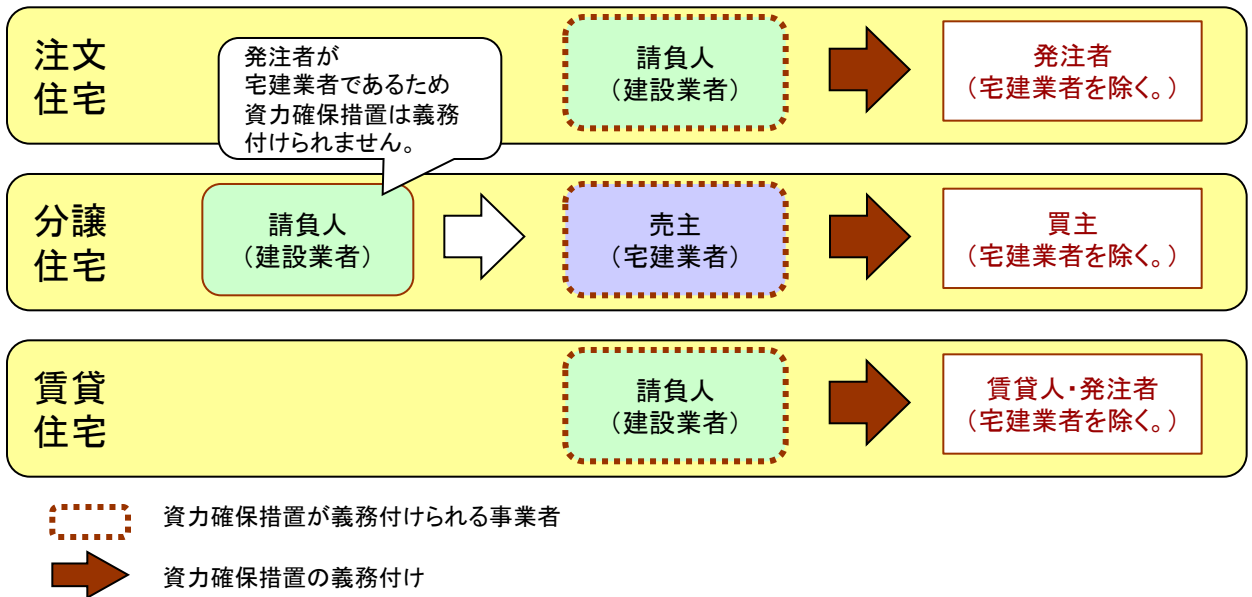 注文
住宅
発注者が
宅建業者であるため
資力確保措置は義務
付けられません。
請負人
（建設業者）
発注者
（宅建業者を除く。）
分譲
住宅
請負人
（建設業者）
売主
（宅建業者）
買主
（宅建業者を除く。）
賃貸
住宅
請負人
（建設業者）
賃貸人・発注者
（宅建業者を除く。）
資力確保措置が義務付けられる事業者
資力確保措置の義務付け